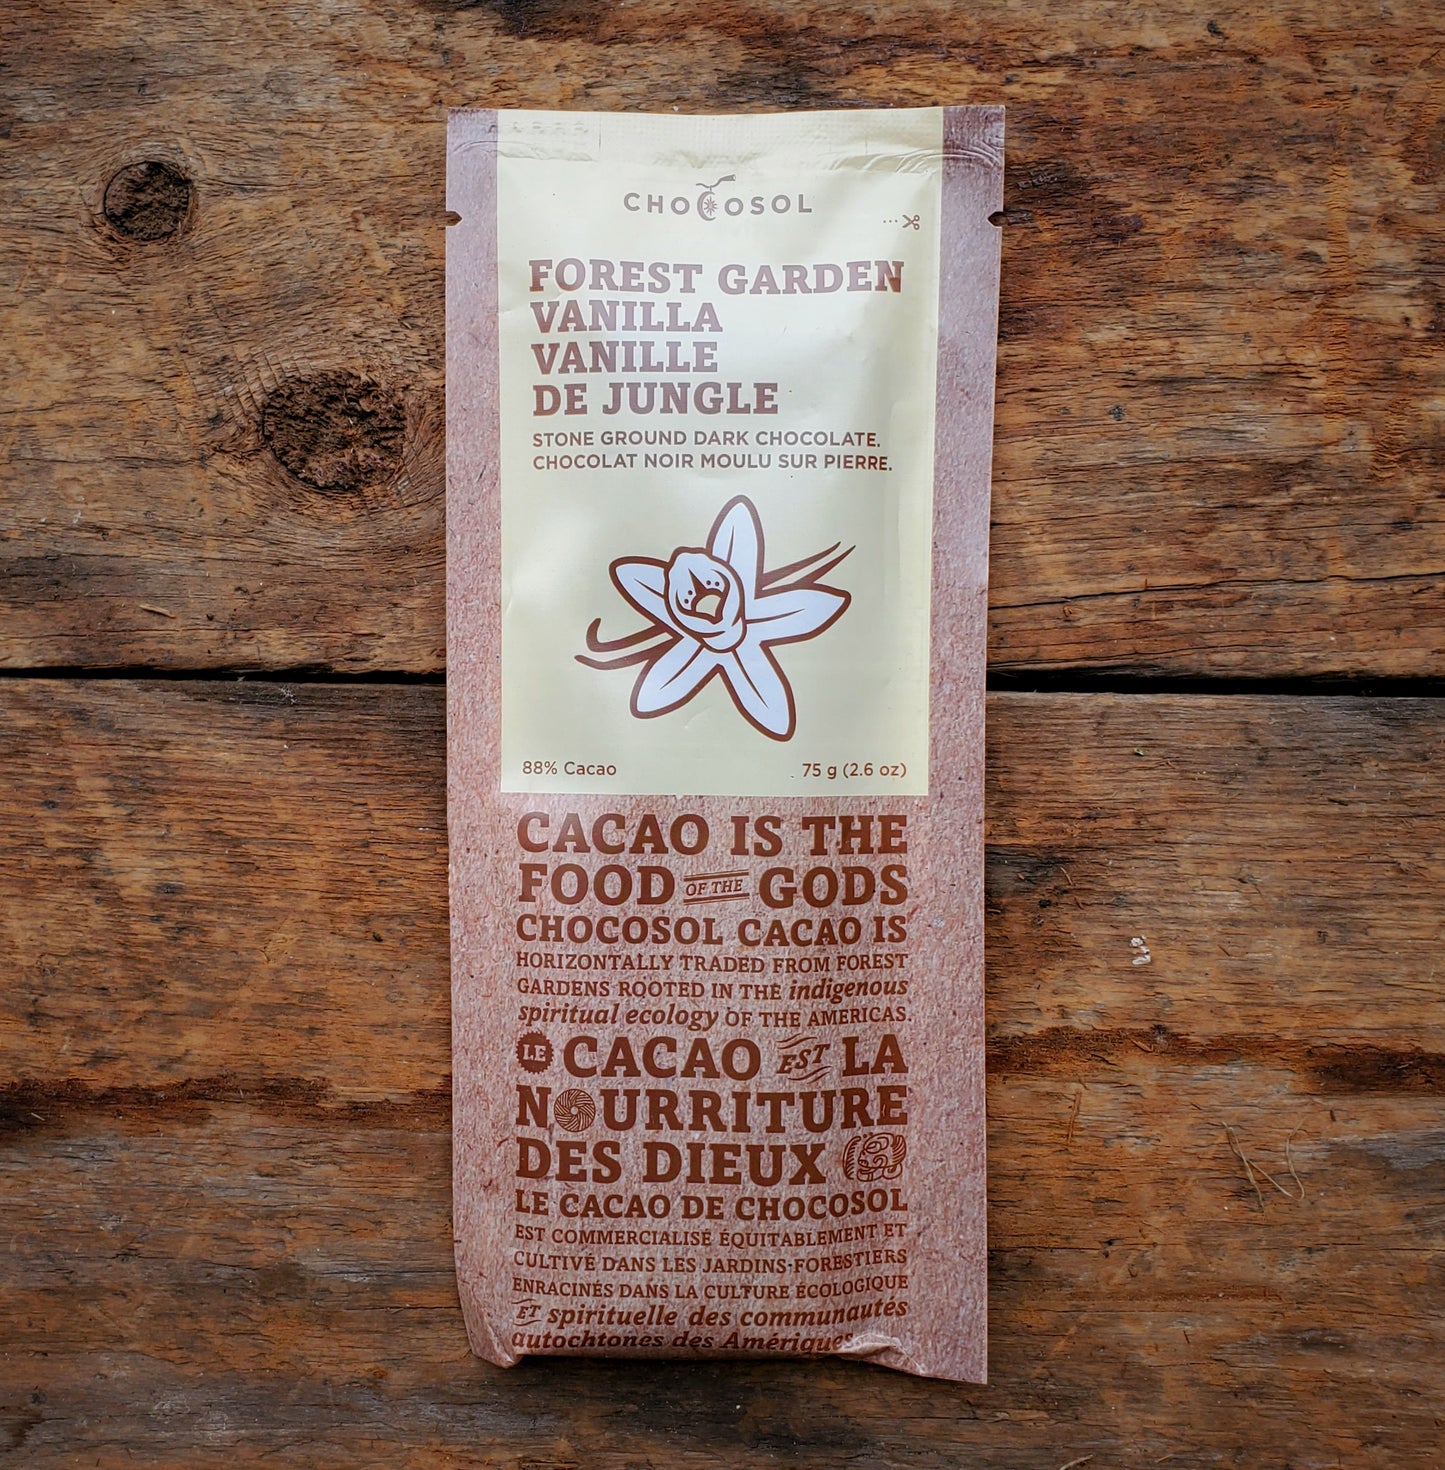 CHOCOSOL
FOREST GARDEN
VANILLA
VANILLE
DE JUNGLE
STONE GROUND DARK CHOCOLATE.
CHOCOLAT NOIR MOULU SUR PIERRE.
88% Cacao
75 g (2.6 oz)
CACAO IS THE
FOOD OF THE GODS
CHOCOSOL CACAO IS
HORIZONTALLY TRADED FROM FOREST
GARDENS ROOTED IN THE indigenous
spiritual ecology OF THE AMERICAS.
LE CACAO EST LA
NOURRITURE
DES DIEUX
LE CACAO DE CHOCOSOL
EST COMMERCIALISÉ ÉQUITABLEMENT ET
CULTIVÉ DANS LES JARDINS-FORESTIERS
ENRACINÉS DANS LA CULTURE ÉCOLOGIQUE
ET spirituelle des communautés
autochtones des Amériques